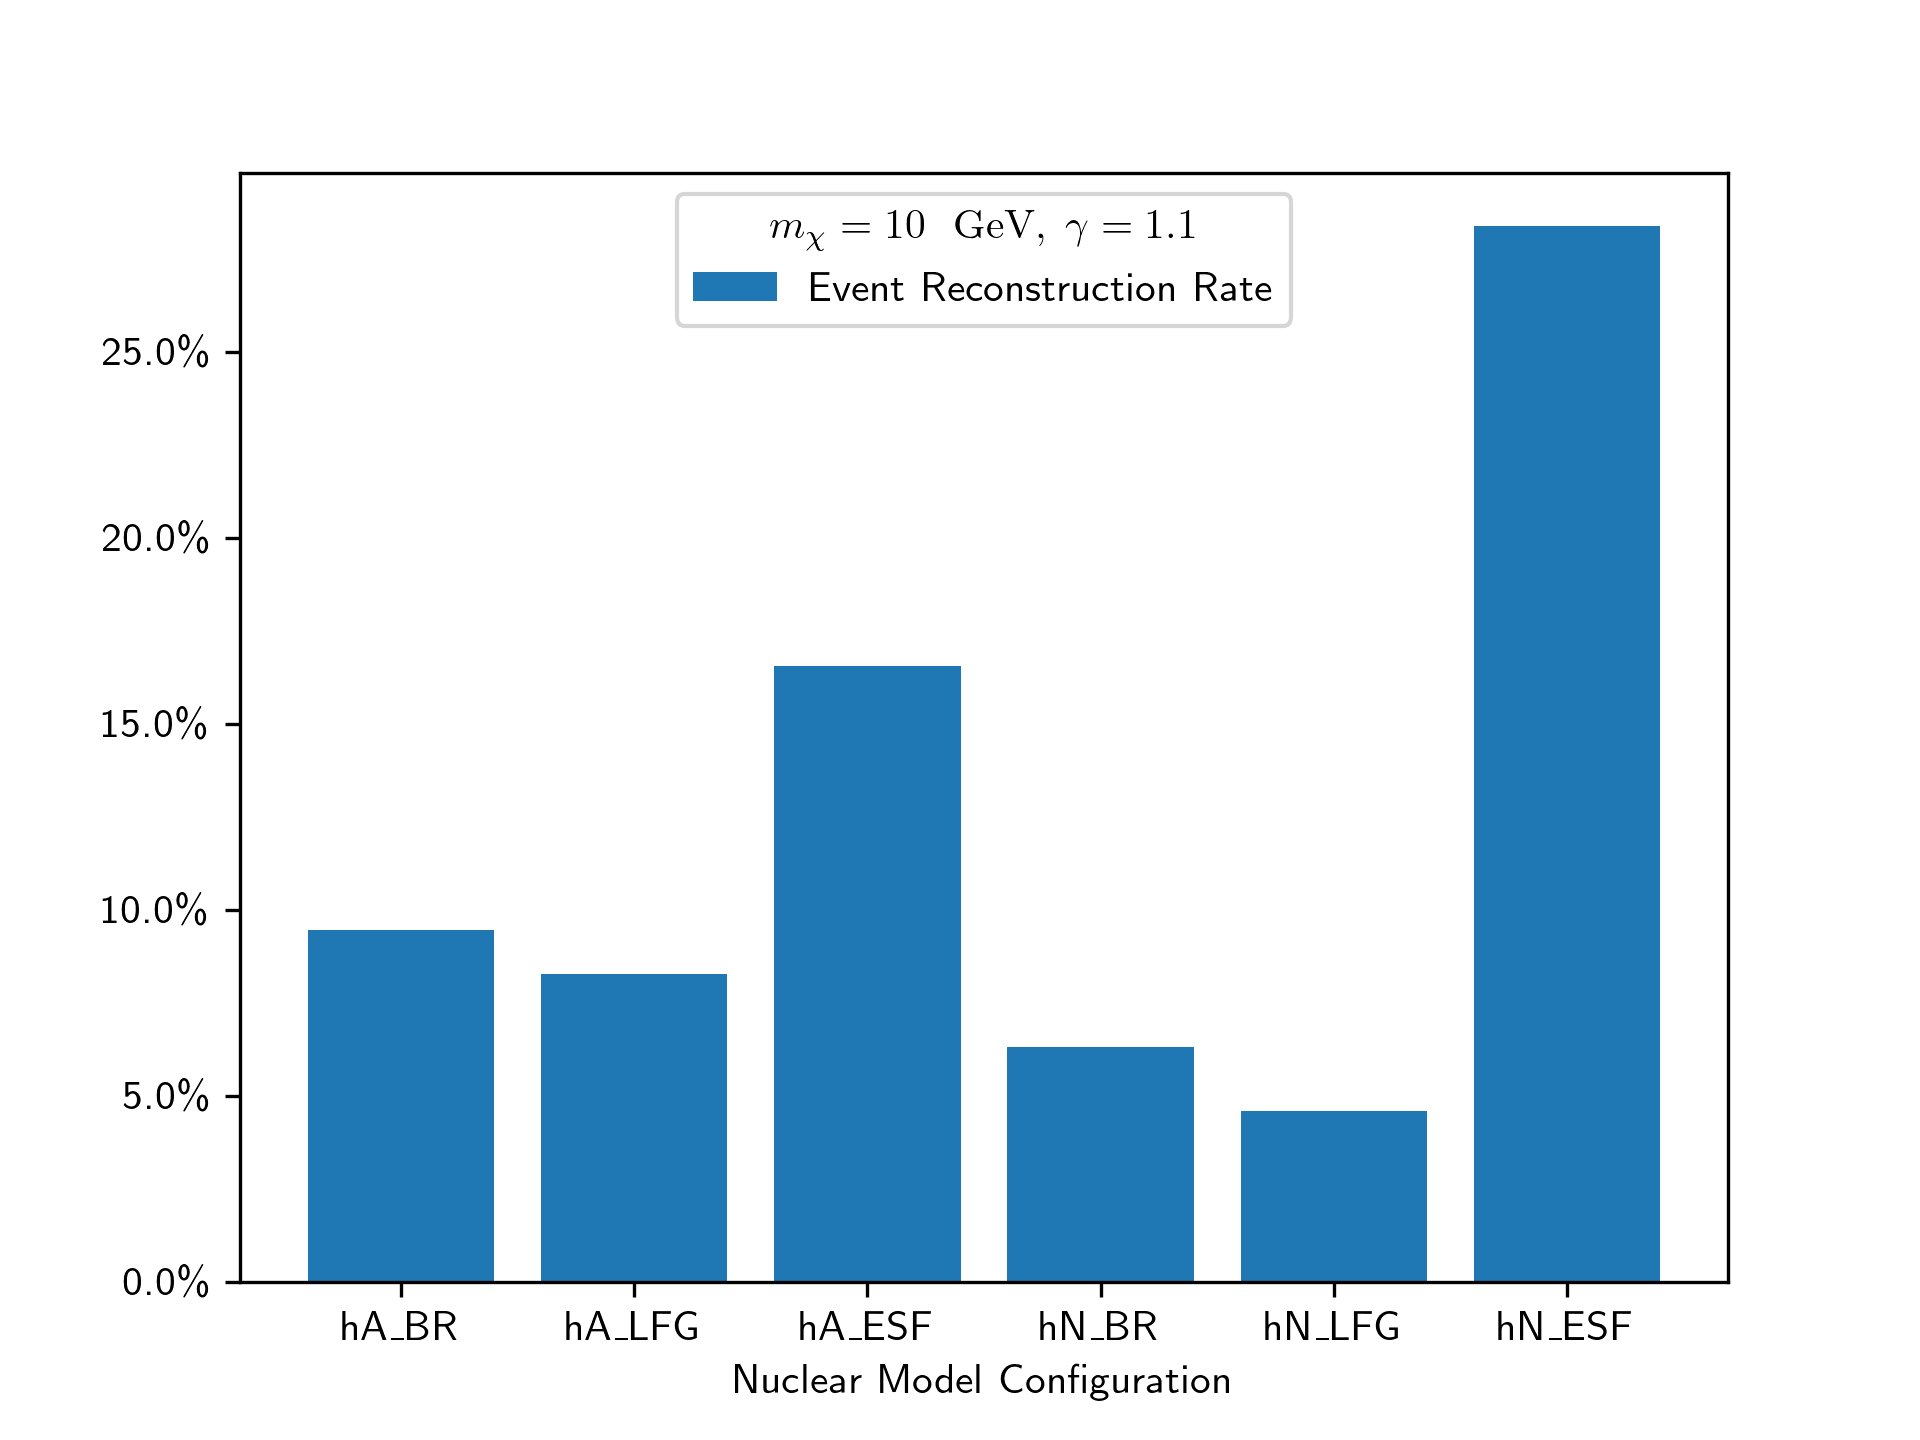 m_χ = 10 GeV, γ = 1.1
Event Reconstruction Rate
25.0%
20.0%
15.0%
10.0%
5.0%
0.0%
hA_BR hA_LFG hA_ESF hN_BR hN_LFG hN_ESF
Nuclear Model Configuration